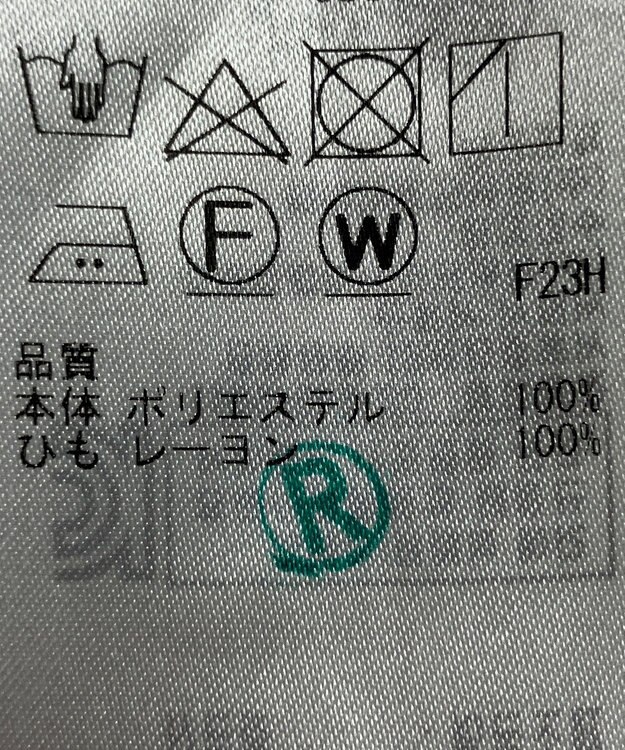 F W
F23H
品質
本体 ポリエステル 100%
ひも レーヨン 100%
R